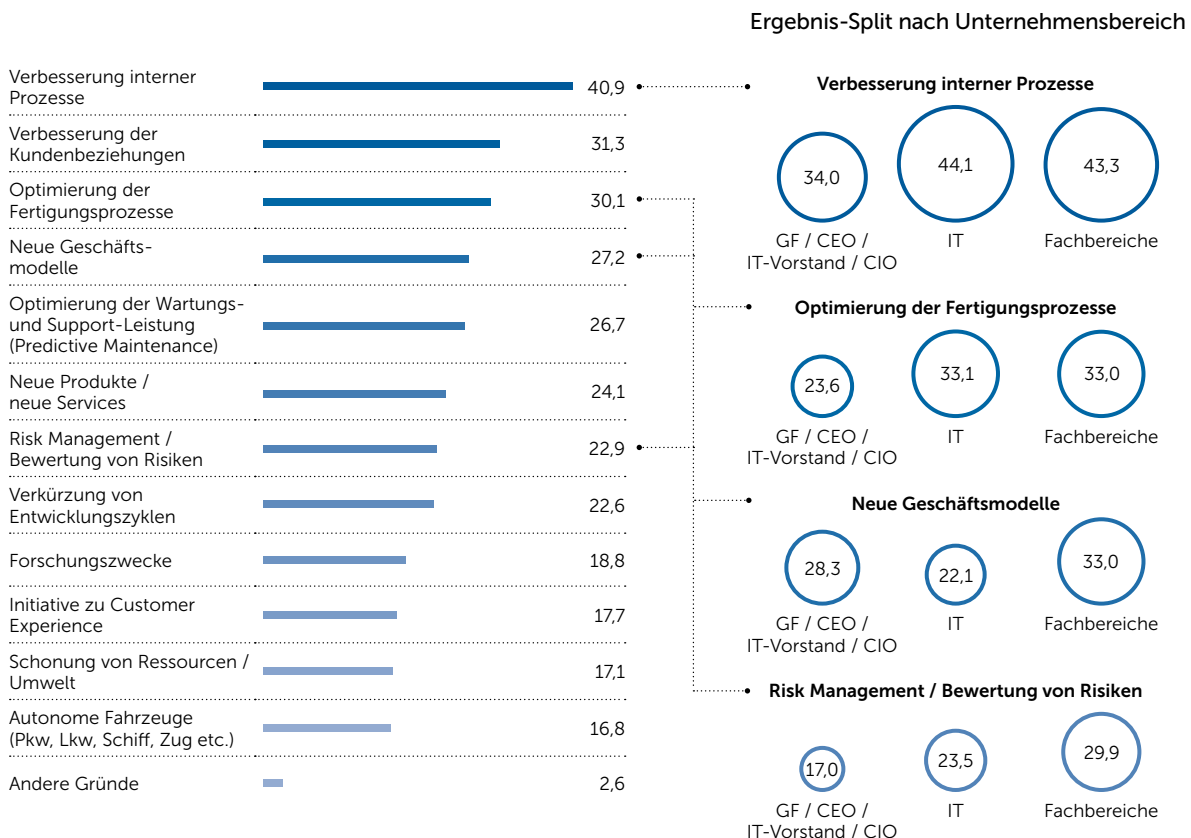 Ergebnis-Split nach Unternehmensbereich
Verbesserung interner
Prozesse
40,9
Verbesserung der
Kundenbeziehungen
31,3
Optimierung der
Fertigungsprozesse
30,1
Neue Geschäfts-
modelle
27,2
Optimierung der Wartungs-
und Support-Leistung
(Predictive Maintenance)
26,7
Neue Produkte /
neue Services
24,1
Risk Management /
Bewertung von Risiken
22,9
Verkürzung von
Entwicklungszyklen
22,6
Forschungszwecke
18,8
Initiative zu Customer
Experience
17,7
Schonung von Ressourcen /
Umwelt
17,1
Autonome Fahrzeuge
(Pkw, Lkw, Schiff, Zug etc.)
16,8
Andere Gründe
2,6
Verbesserung interner Prozesse
34,0 44,1 43,3
GF / CEO / IT Fachbereiche
IT-Vorstand / CIO
Optimierung der Fertigungsprozesse
23,6 33,1 33,0
GF / CEO / IT Fachbereiche
IT-Vorstand / CIO
Neue Geschäftsmodelle
28,3 22,1 33,0
GF / CEO / IT Fachbereiche
IT-Vorstand / CIO
Risk Management / Bewertung von Risiken
17,0 23,5 29,9
GF / CEO / IT Fachbereiche
IT-Vorstand / CIO